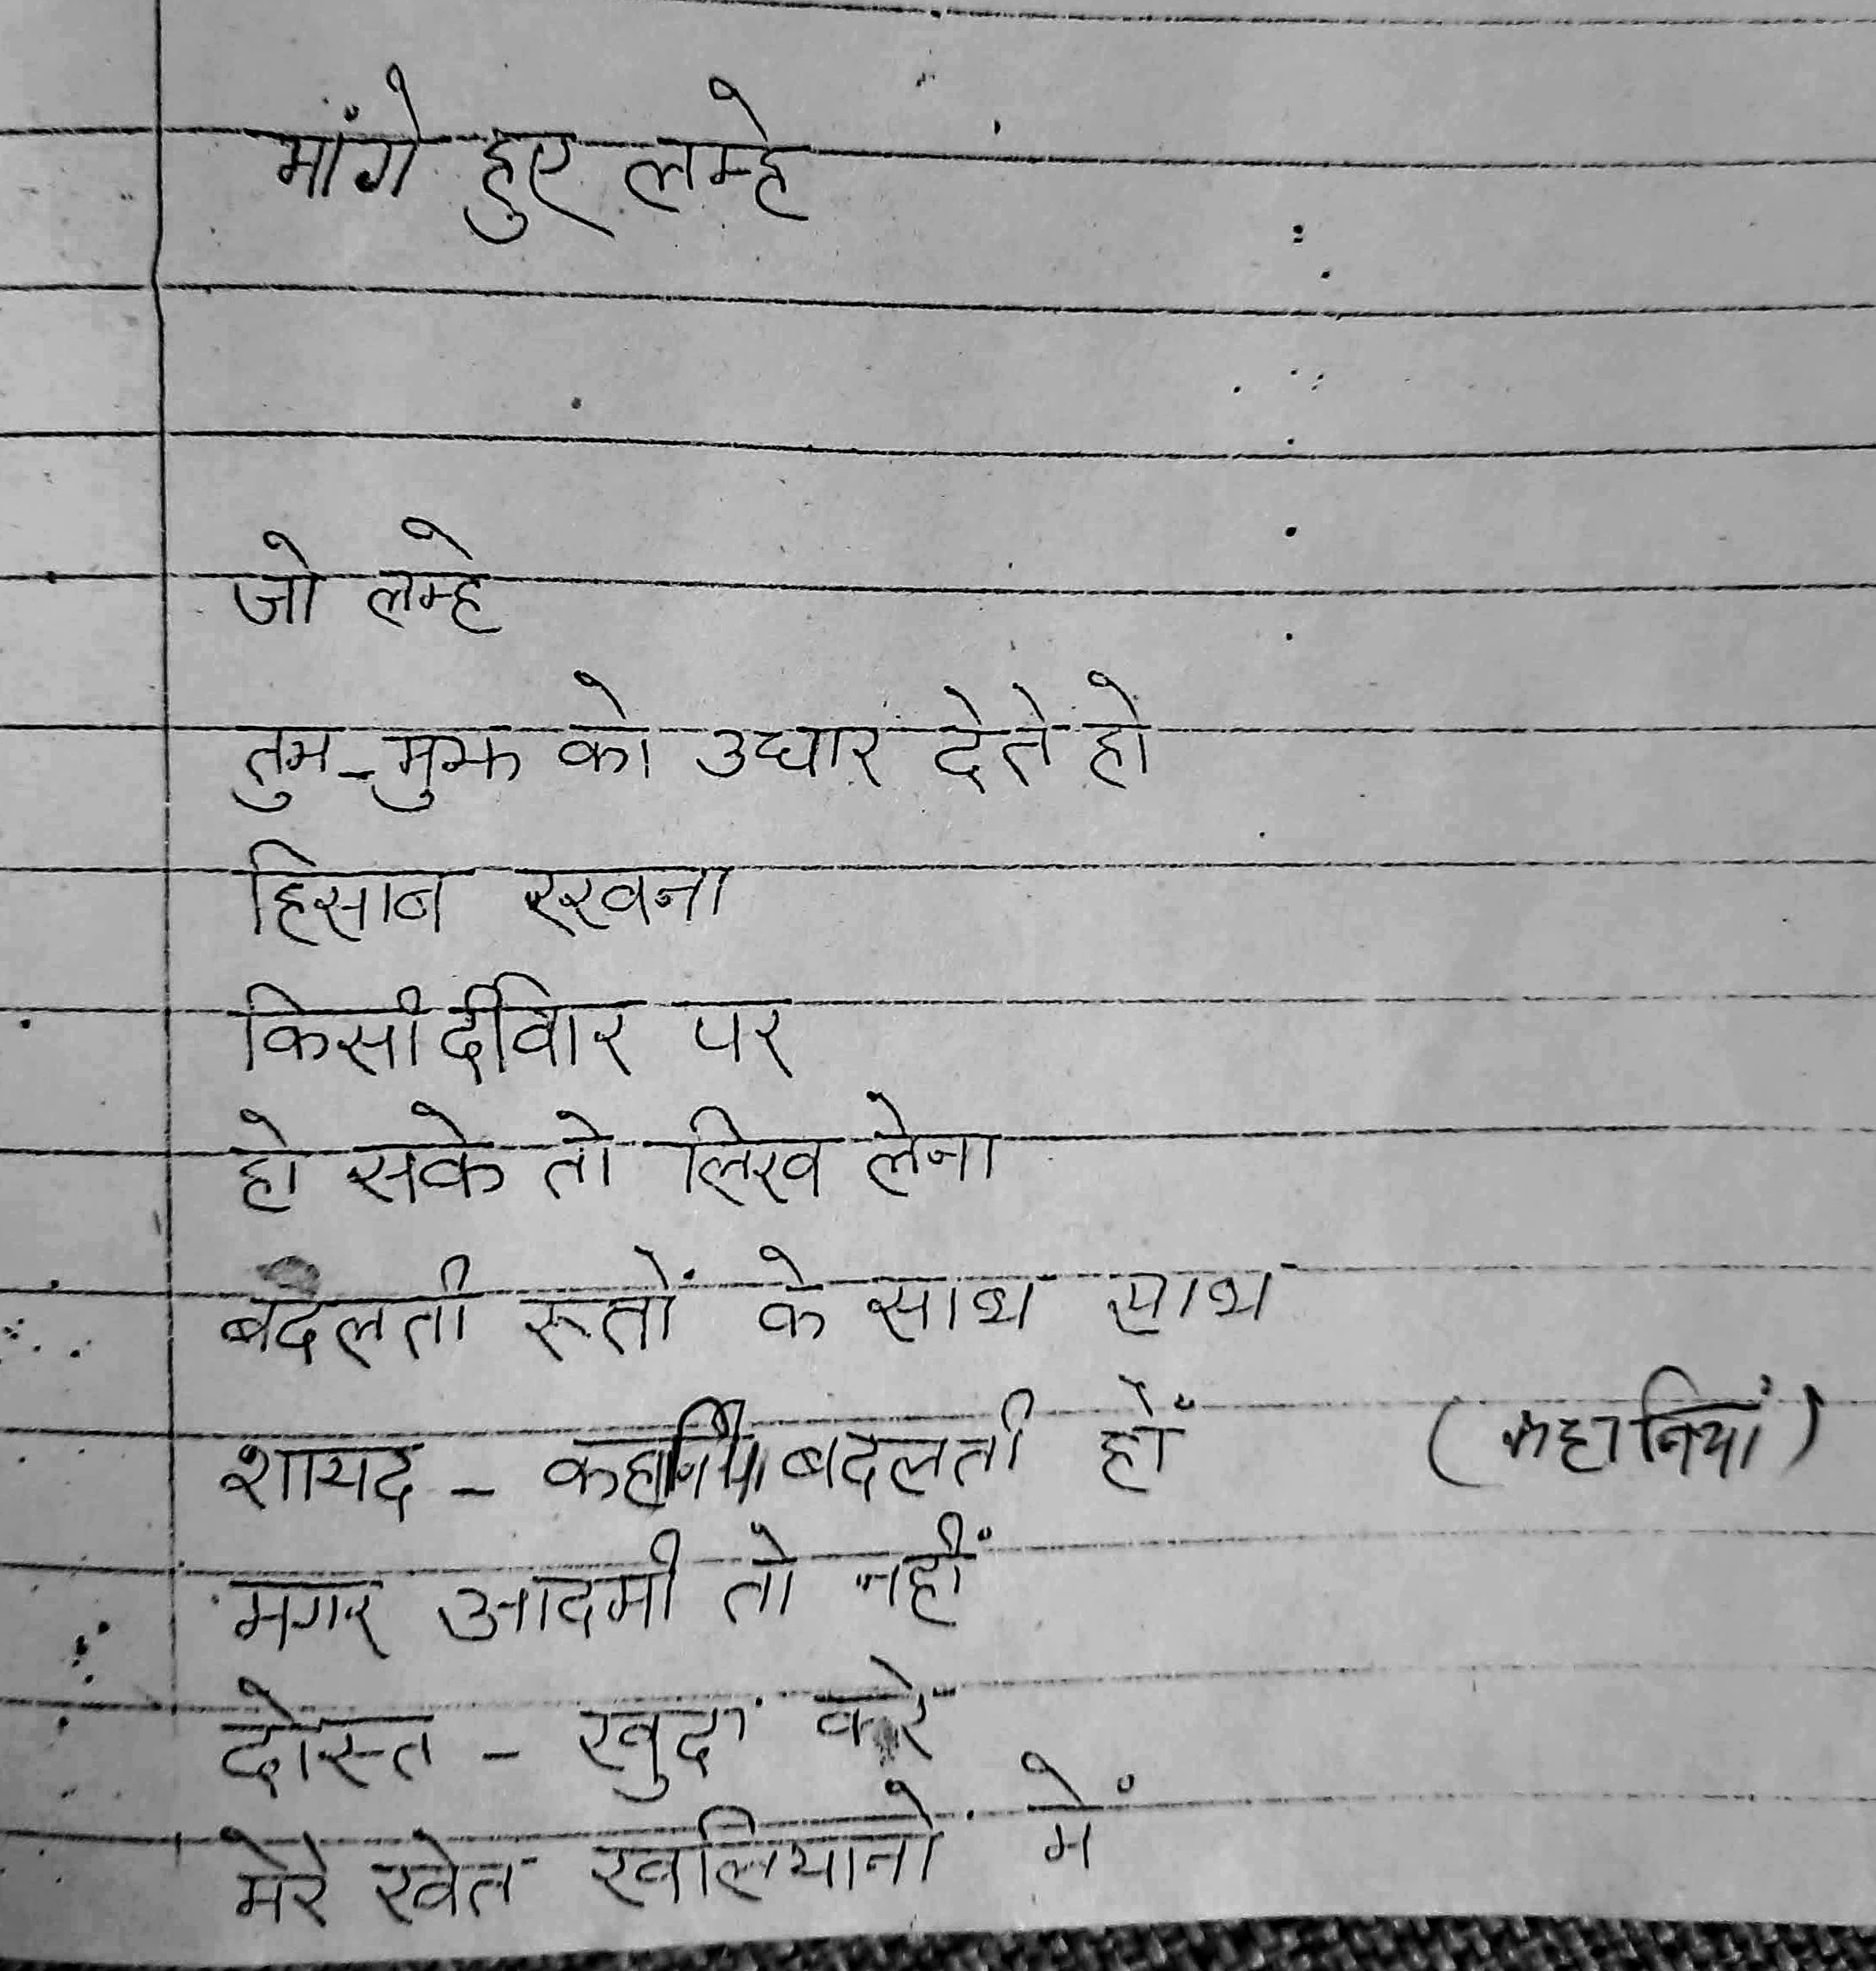 मांगे हुए लम्हे
जो लम्हे
तुम - मुझ को उधार देते हो
हिसाब रखना
किसी दीवार पर
हो सके तो लिख लेना
बदलती रूतों के साथ साथ
शायद - कहानियां बदलती हों (कहानियां)
मगर आदमी तो नहीं
दोस्त - खुदा करे
मेरे खेत खलियानों में